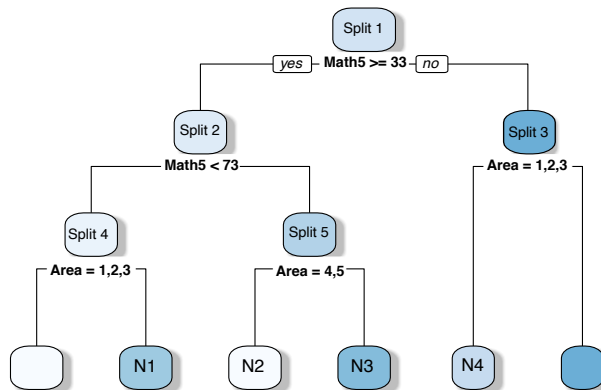 Split 1
yes Math5 >= 33 no
Split 2
Split 3
Math5 < 73
Area = 1,2,3
Split 4
Split 5
Area = 1,2,3
Area = 4,5
N1
N2
N3
N4